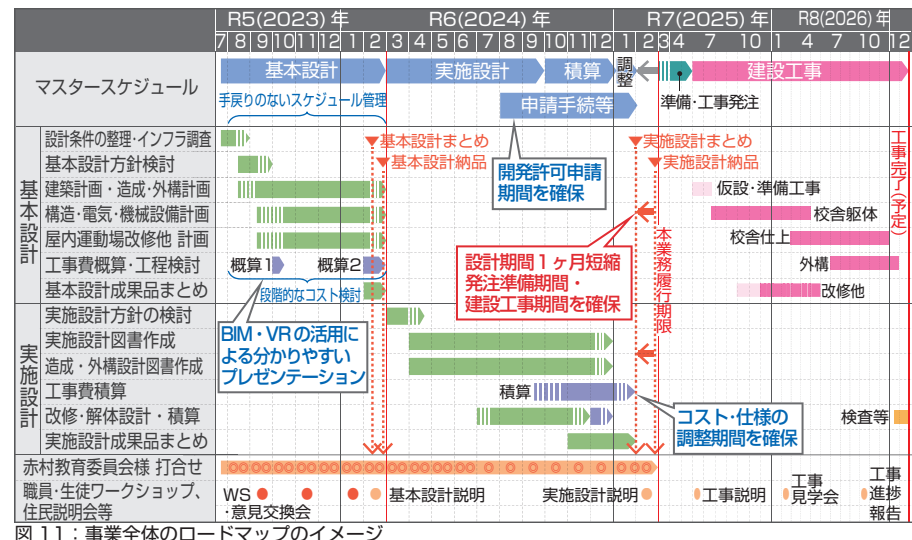 R5(2023)年 R6(2024)年 R7(2025)年 R8(2026)年
7 8 9 10 11 12 1 2 3 4 5 6 7 8 9 10 11 12 1 2 3 4 7 10 1 4 7 10 12
マスタースケジュール
基本設計 実施設計 積算 調整 建設工事
手戻りのないスケジュール管理
申請手続等
準備・工事発注
基本設計
設計条件の整理・インフラ調査
基本設計まとめ
実施設計まとめ
基本設計方針検討
基本設計納品
実施設計納品
開発許可申請
期間を確保
工事完了(予定)
建築計画・造成・外構計画
仮設・準備工事
構造・電気・機械設備計画
校舎躯体
屋内運動場改修他 計画
校舎仕上
工事費概算・工程検討
概算1 概算2
外構
基本設計成果品まとめ
段階的なコスト検討
改修他
設計期間1ヶ月短縮
発注準備期間・
建設工事期間を確保
本業務履行期限
実施設計
実施設計方針の検討
実施設計図書作成
造成・外構設計図書作成
BIM・VRの活用に
よる分かりやすい
プレゼンテーション
工事費積算
積算
改修・解体設計・積算
コスト・仕様の
調整期間を確保
検査等
実施設計成果品まとめ
赤村教育委員会様 打合せ
職員・生徒ワークショップ、
住民説明会等
WS
・意見交換会
基本設計説明
実施設計説明
工事説明
工事
見学会
工事
進捗
報告
図 11:事業全体のロードマップのイメージ